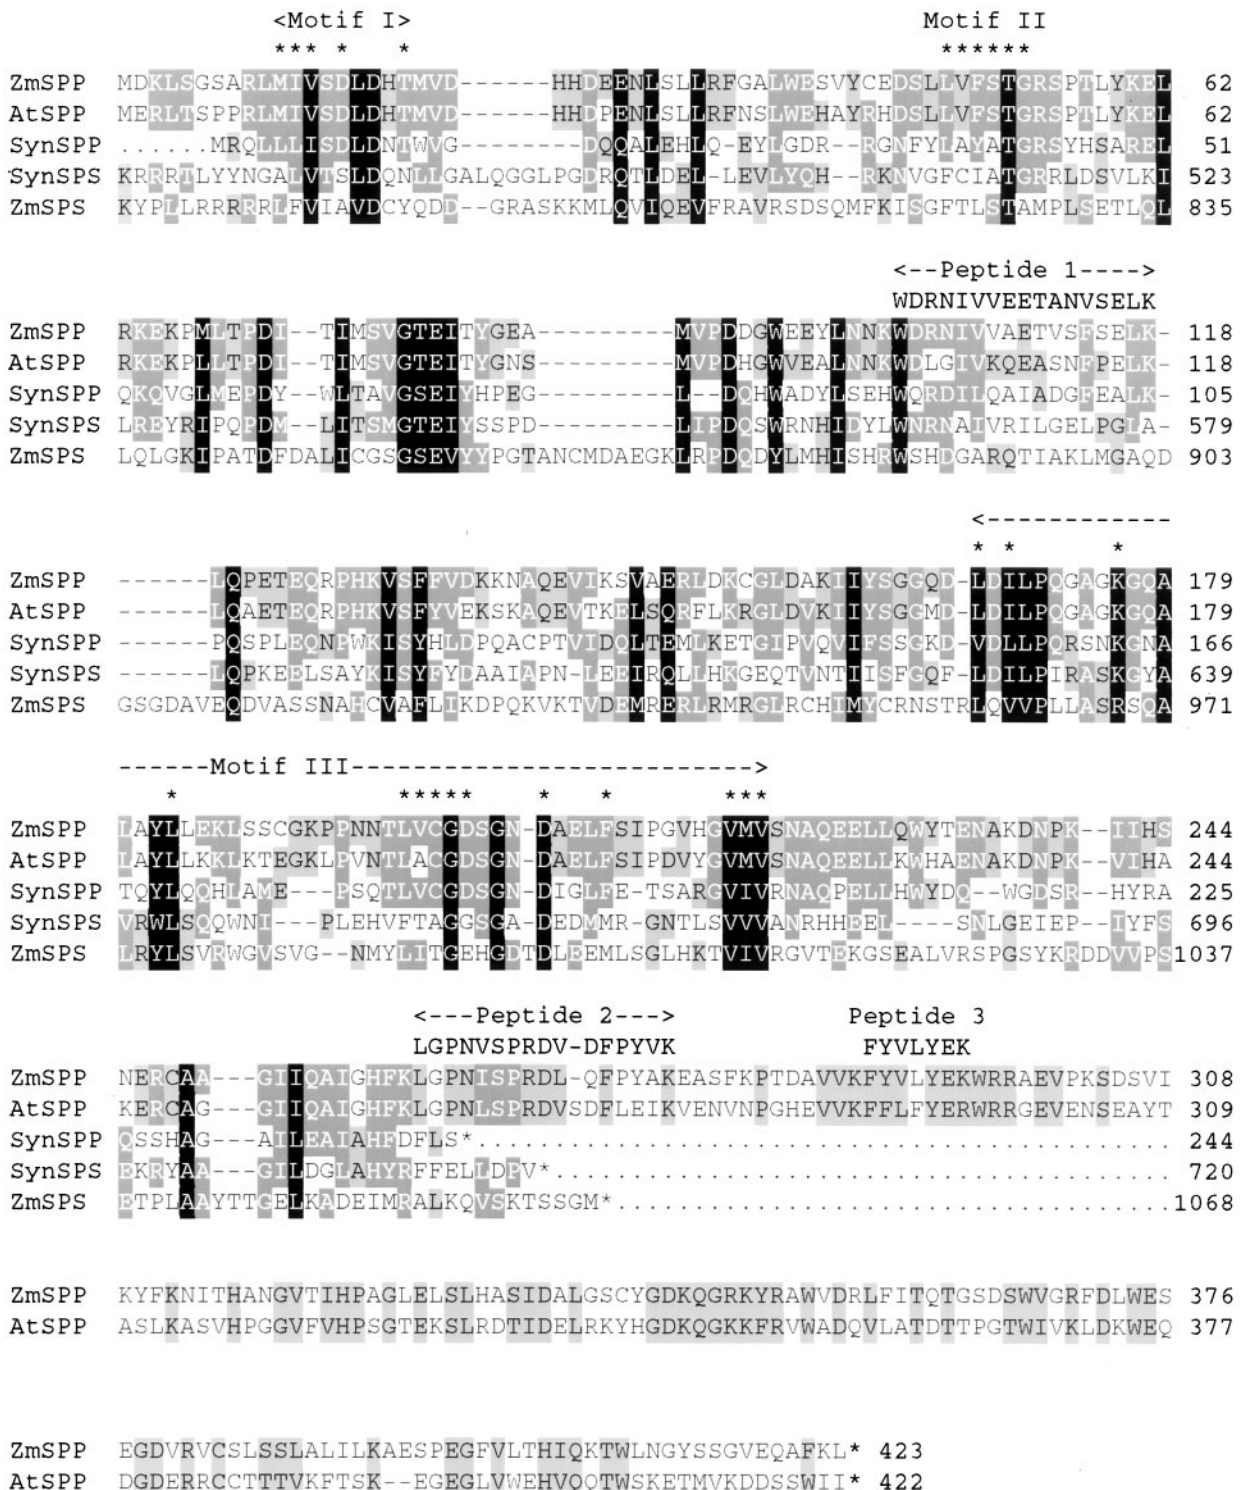 <Motif I> Motif II
*** * * ******
ZmSPP MDKLSGSARLMIVSDLDHTMVD------HHDEENLSLLRFGALWESVYCEDSLLVFSTGRSPTLYKEL 62
AtSPP MERLTSPPRLMIVSDLDHTMVD------HHDPENLSLLRFNSLWEHAYRHDSLLVFSTGRSPTLYKEL 62
SynSPP ......MRQLLLISDLDNTWVG--------DQQALEHLQ-EYLGDR--RGNFYLAYATGRSYHSAREL 51
SynSPS KRRRTLYYNGALVTSLDQNLLGALQGGLPGDRQTLDEL-LEVLYQH--RKNVGFCIATGRRLDSVLKI 523
ZmSPS KYPLLRRRRRLFVIAVDCYQDD---GRASKKMLQVIQEVFRAVRSDSQMFKISGFTLSTAMPLSETLQL 835
<--Peptide 1---->
WDRNIVVEETANVSELK
ZmSPP RKEKPMLTPDI--TIMSVGTEITYGEA---------MVPDDGWEEYLNNKWDRNIVVAETVSFSELK- 118
AtSPP RKEKPLLTPDI--TIMSVGTEITYGNS---------MVPDHGWVEALNNKWDLGIVKQEASNFPELK- 118
SynSPP QKQVGLMEPDY--WLTAVGSEIYHPEG---------L--DQHWADYLSEHWQRDILQAIADGFEALK- 105
SynSPS LREYRIPQPDM--LITSMGTEIYSSPD---------LIPDQSWRNHIDYLWNRNAIVRILGELPGLA- 579
ZmSPS LQLGKIPATDFDALICGSGSEVYYPGTANCMDAEGKLRPDQDYLMHISHRWSHDGARQTIAKLMGAQD 903
<------------
* * *
ZmSPP ------LQPETEQRPHKVSFFVDKKNAQEVIKSVAERLDKCGLDAKIIYSGGQD-LDILPQGAGKGQA 179
AtSPP ------LQAETEQRPHKVSFYVEKSKAQEVTKELSQRFLKRGLDVKIIYSGGMD-LDILPQGAGKGQA 179
SynSPP ------PQSPLEQNPWKISYHLDPQACPTVIDQLTEMLKETGIPVQVIFSSGKD-VDLLPQRSNKGNA 166
SynSPS ------LQPKEELSAYKISYFYDAAIAPN-LEEIRQLLHKGEQTVNTIISFGQF-LDILPIRASKGYA 639
ZmSPS GSGDAVEQDVASSNAHCVAFLIKDPQKVKTVDEMRERLRMRGLRCHIMYCRNSTRLQVVPLLASRSQA 971
------Motif III-------------------------->
* ***** * * ***
ZmSPP LAYLLEKLSSCGKPPNNTLVCGDSGN-DAELFSIPGVHGVMVSNAQEELLQWYTENAKDNPK--IIHS 244
AtSPP LAYLLKKLKTEGKLPVNTLACGDSGN-DAELFSIPDVYGVMVSNAQEELLKWHAENAKDNPK--VIHA 244
SynSPP TQYLQQHLAME---PSQTLVCGDSGN-DIGLFE-TSARGVIVRNAQPELLHWYDQ--WGDSR--HYRA 225
SynSPS VRWLSQQWNI---PLEHVFTAGGSGA-DEDMMR-GNTLSVVVANRHHEEL----SNLGEIEP--IYFS 696
ZmSPS LRYLSVRWGVSVG--NMYLITGEHGDTDLEEMLSGLHKTVIVRGVTEKGSEALVRSPGSYKRDDVVPS1037
<---Peptide 2---> Peptide 3
LGPNVSPRDV-DFPYVK FYVLYEK
ZmSPP NERCAA---GIIQAIGHFKLGPNISPRDL-QFPYAKEASFKPTDAVVKFYVLYEKWRRAEVPKSDSVI 308
AtSPP KERCAG---GIIQAIGHFKLGPNLSPRDVSDFLEIKVENVNPGHEVVKFFLFYERWRRGEVENSEAYT 309
SynSPP QSSHAG---AILEAIAHFDFLS*............................................. 244
SynSPS EKRYAA---GILDGLAHYRFFELLDPV*........................................ 720
ZmSPS ETPLAAYTTGELKADEIMRALKQVSKTSSGM*....................................1068
ZmSPP KYFKNITHANGVTIHPAGLELSLHASIDALGSCYGDKQGRKYRAWVDRLFITQTGSDSWVGRFDLWES 376
AtSPP ASLKASVHPGGVFVHPSGTEKSLRDTIDELRKYHGDKQGKKFRVWADQVLATDTTPGTWIVKLDKWEQ 377
ZmSPP EGDVRVCSLSSLALILKAESPEGFVLTHIQKTWLNGYSSGVEQAFKL* 423
AtSPP DGDERRCCTTTVKFTSK--EGEGLVWEHVQQTWSKETMVKDDSSWII* 422